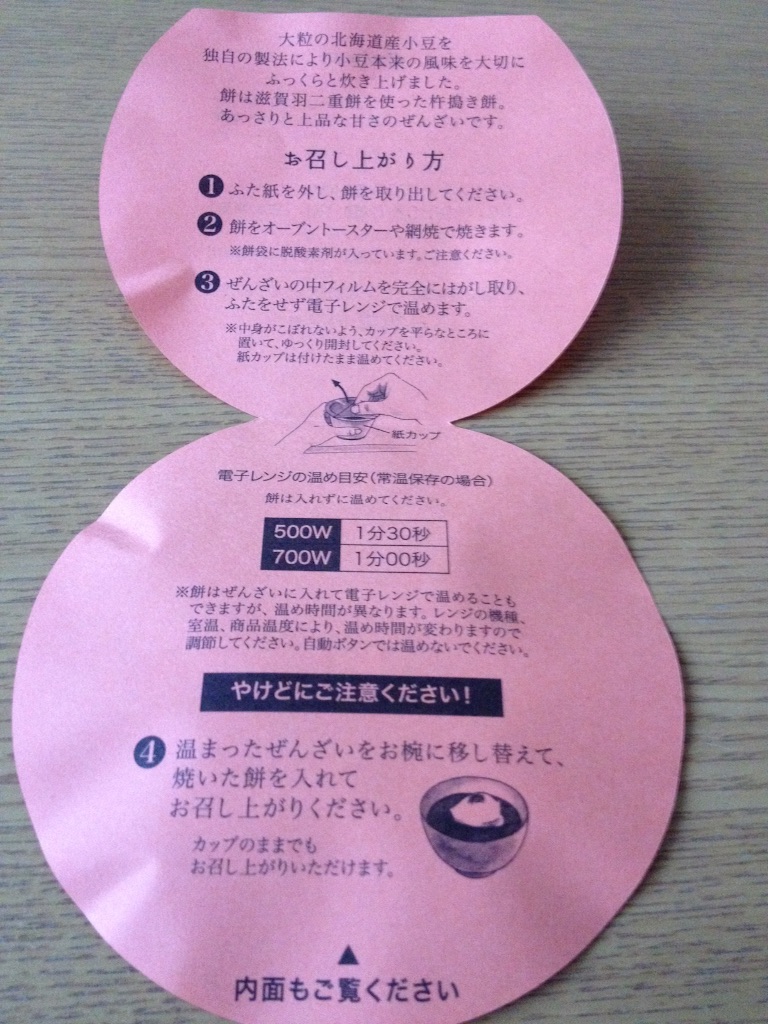 大粒の北海道産小豆を
独自の製法により小豆本来の風味を大切に
ふっくらと炊き上げました。
餅は滋賀羽二重餅を使った杵搗き餅。
あっさりと上品な甘さのぜんざいです。
お召し上がり方
1 ふた紙を外し、餅を取り出してください。
2 餅をオーブントースターや網焼で焼きます。
※餅袋に脱酸素剤が入っています。ご注意ください。
3 ぜんざいの中フィルムを完全にはがし取り、
ふたをせず電子レンジで温めます。
※中身がこぼれないよう、カップを平らなところに
置いて、ゆっくり開封してください。
紙カップは付けたまま温めてください。
紙カップ
電子レンジの温め目安(常温保存の場合)
餅は入れずに温めてください。
500W 1分30秒
700W 1分00秒
※餅はぜんざいに入れて電子レンジで温めることも
できますが、温め時間が異なります。レンジの機種、
室温、商品温度により、温め時間が変わりますので
調節してください。自動ボタンでは温めないでください。
やけどにご注意ください!
4 温まったぜんざいをお椀に移し替えて、
焼いた餅を入れて
お召し上がりください。
カップのままでも
お召し上がりいただけます。
▲
内面もご覧ください